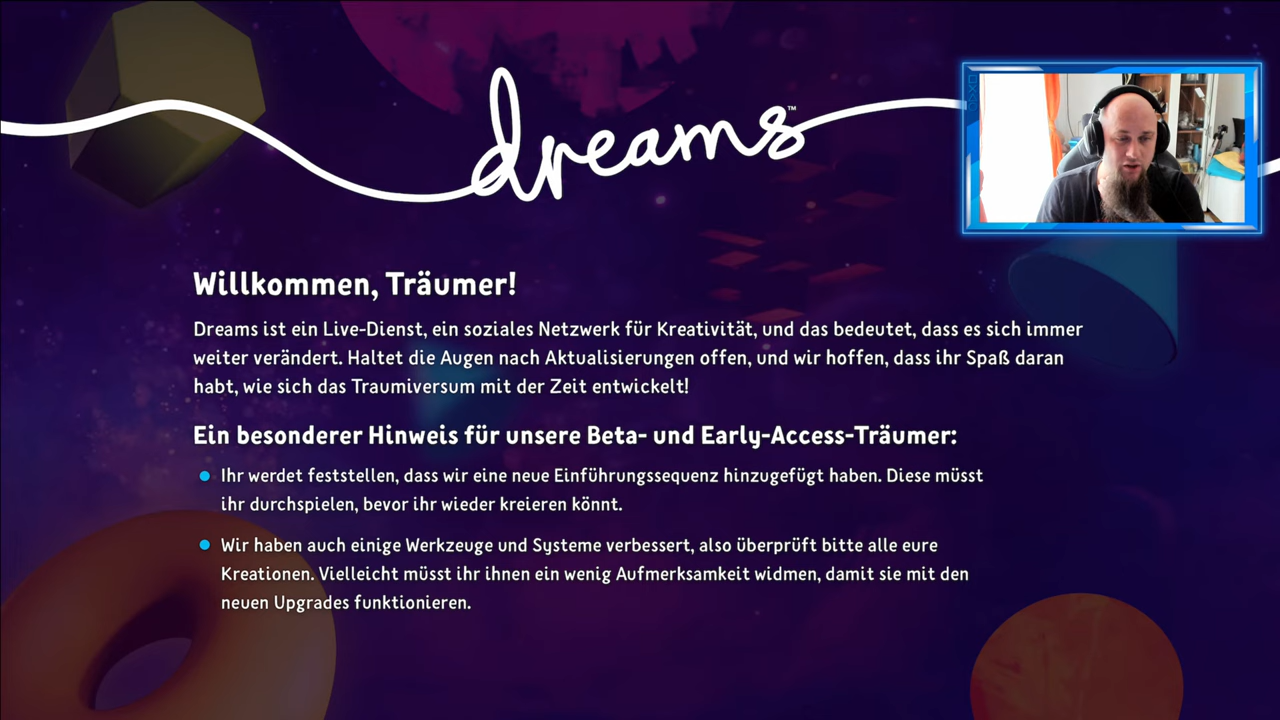 dreams™
Willkommen, Träumer!
Dreams ist ein Live-Dienst, ein soziales Netzwerk für Kreativität, und das bedeutet, dass es sich immer
weiter verändert. Haltet die Augen nach Aktualisierungen offen, und wir hoffen, dass ihr Spaß daran
habt, wie sich das Traumiversum mit der Zeit entwickelt!
Ein besonderer Hinweis für unsere Beta- und Early-Access-Träumer:
Ihr werdet feststellen, dass wir eine neue Einführungssequenz hinzugefügt haben. Diese müsst
ihr durchspielen, bevor ihr wieder kreieren könnt.
Wir haben auch einige Werkzeuge und Systeme verbessert, also überprüft bitte alle eure
Kreationen. Vielleicht müsst ihr ihnen ein wenig Aufmerksamkeit widmen, damit sie mit den
neuen Upgrades funktionieren.